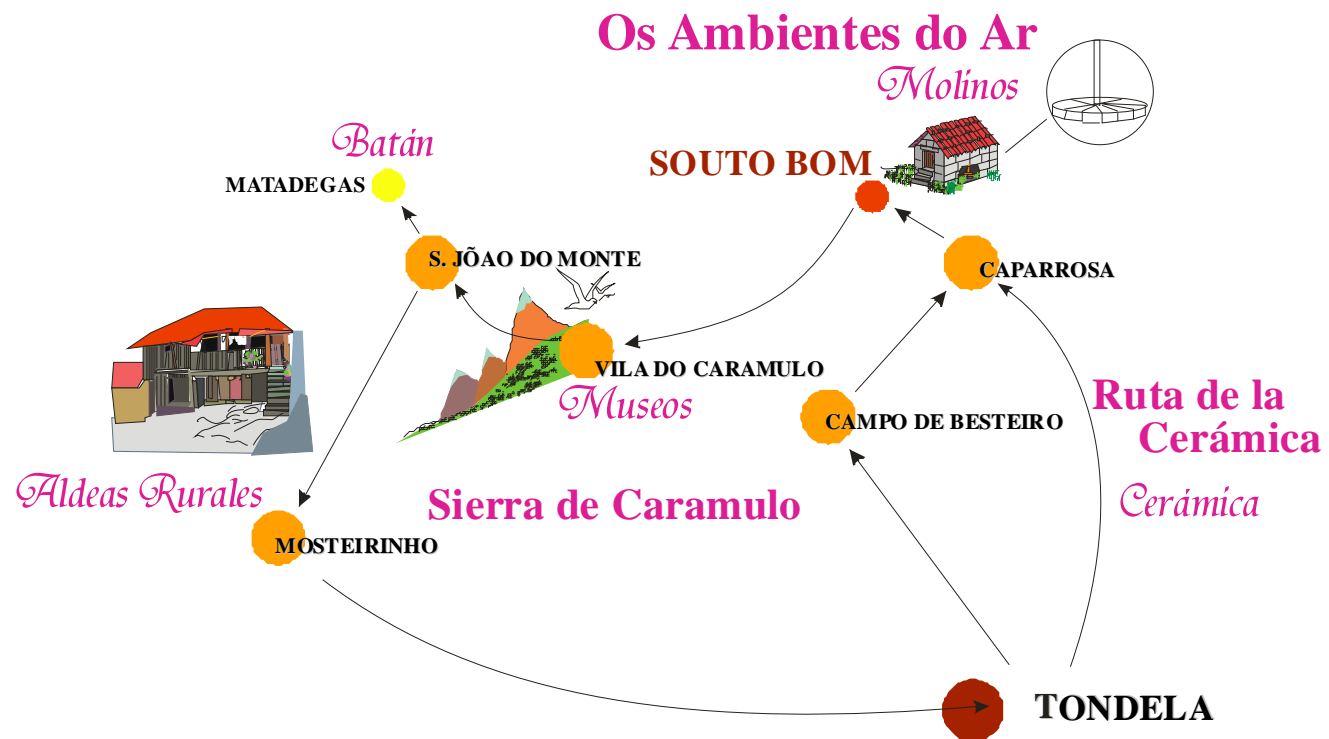 Os Ambientes do Ar
Molinos
Batán
SOUTO BOM
MATADEGAS
S. JÕAO DO MONTE
CAPARROSA
VILA DO CARAMULO
Museos
Ruta de la
Cerámica
CAMPO DE BESTEIRO
Aldeas Rurales
Sierra de Caramulo
Cerámica
MOSTEIRINHO
TONDELA